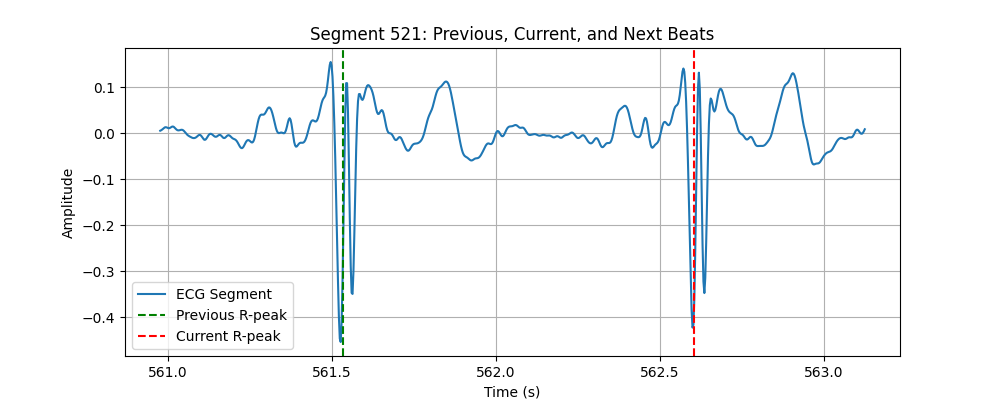 Segment 521: Previous, Current, and Next Beats
Amplitude
0.1
0.0
−0.1
−0.2
−0.3
−0.4
ECG Segment
Previous R-peak
Current R-peak
561.0 561.5 562.0 562.5 563.0
Time (s)